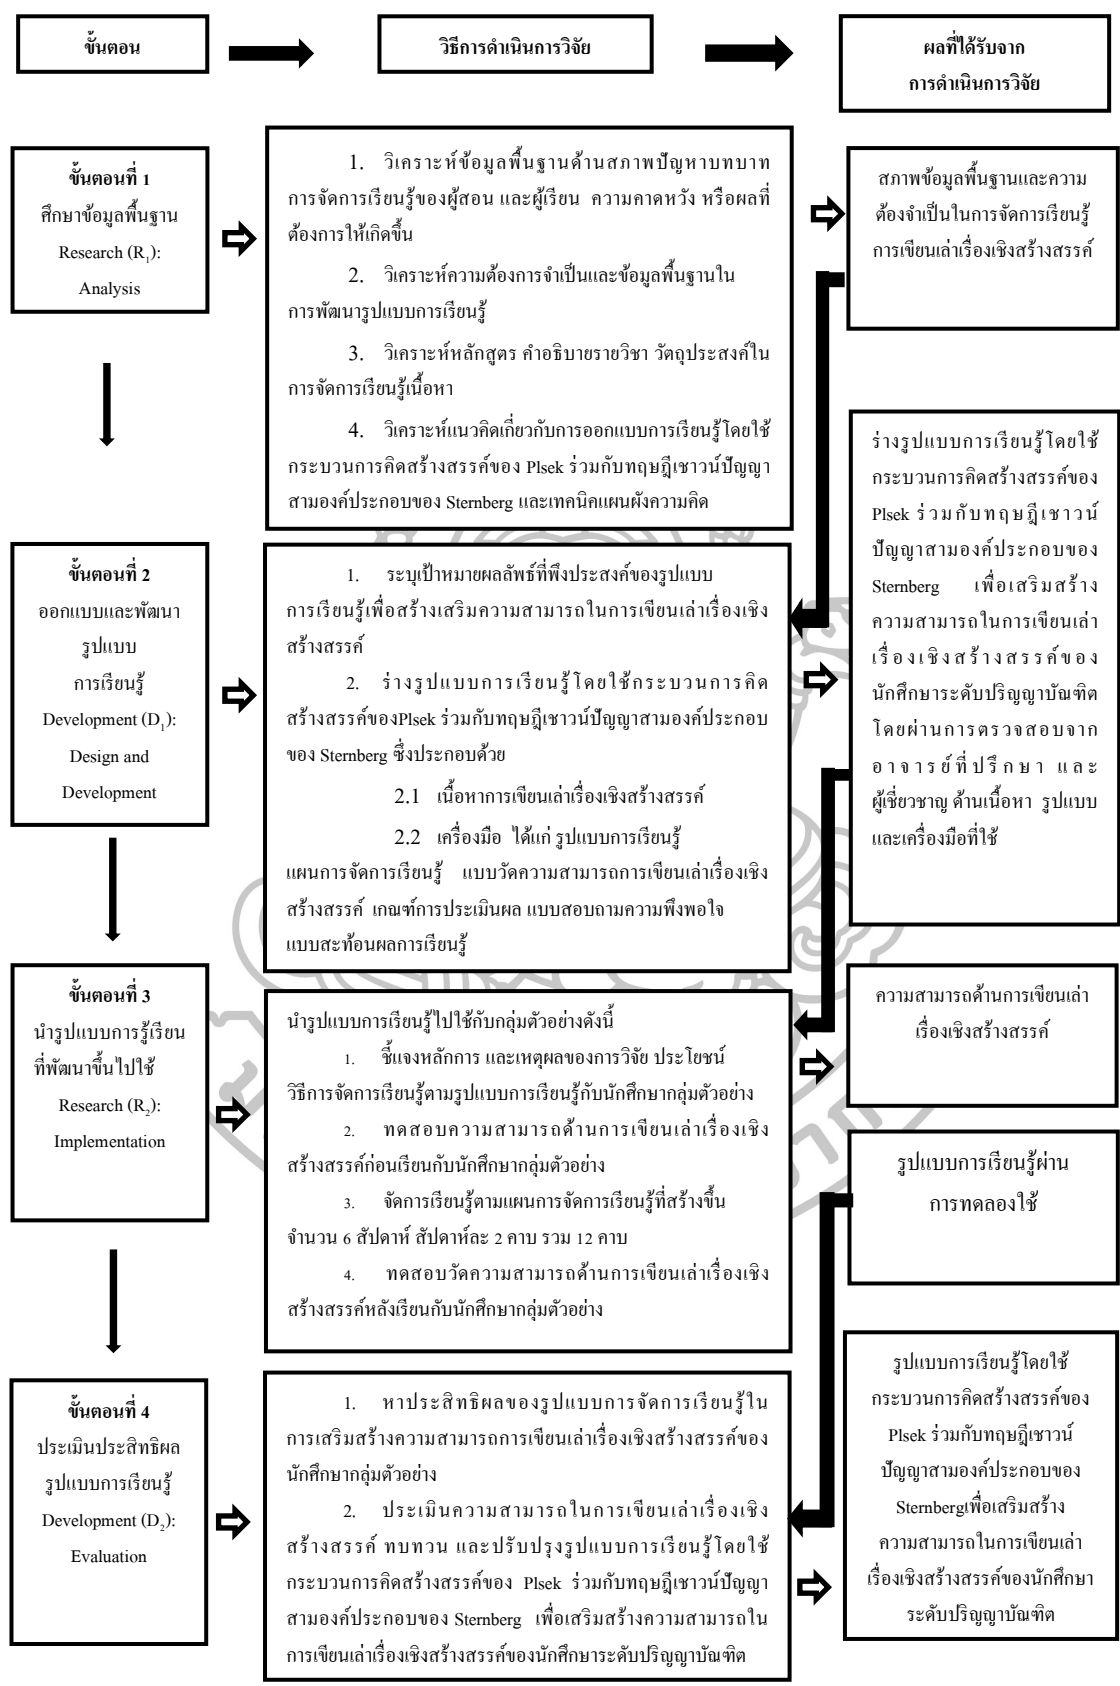 ขั้นตอน
วิธีการดำเนินการวิจัย
ผลที่ได้รับจาก
การดำเนินการวิจัย
ขั้นตอนที่ 1
ศึกษาข้อมูลพื้นฐาน
Research (R₁):
Analysis
1. วิเคราะห์ข้อมูลพื้นฐานด้านสภาพปัญหาบทบาท
การจัดการเรียนรู้ของผู้สอน และผู้เรียน ความคาดหวัง หรือผลที่
ต้องการให้เกิดขึ้น
2. วิเคราะห์ความต้องการจำเป็นและข้อมูลพื้นฐานใน
การพัฒนารูปแบบการเรียนรู้
3. วิเคราะห์หลักสูตร คำอธิบายรายวิชา วัตถุประสงค์ใน
การจัดการเรียนรู้เนื้อหา
4. วิเคราะห์แนวคิดเกี่ยวกับการออกแบบการเรียนรู้โดยใช้
กระบวนการคิดสร้างสรรค์ของ Plsek ร่วมกับทฤษฎีเชาวน์ปัญญา
สามองค์ประกอบของ Sternberg และเทคนิคแผนผังความคิด
สภาพข้อมูลพื้นฐานและความ
ต้องจำเป็นในการจัดการเรียนรู้
การเขียนเล่าเรื่องเชิงสร้างสรรค์
ขั้นตอนที่ 2
ออกแบบและพัฒนา
รูปแบบ
การเรียนรู้
Development (D₁):
Design and
Development
1. ระบุเป้าหมายผลลัพธ์ที่พึงประสงค์ของรูปแบบ
การเรียนรู้เพื่อสร้างเสริมความสามารถในการเขียนเล่าเรื่องเชิง
สร้างสรรค์
2. ร่างรูปแบบการเรียนรู้โดยใช้กระบวนการคิด
สร้างสรรค์ของPlsek ร่วมกับทฤษฎีเชาวน์ปัญญาสามองค์ประกอบ
ของ Sternberg ซึ่งประกอบด้วย
2.1 เนื้อหาการเขียนเล่าเรื่องเชิงสร้างสรรค์
2.2 เครื่องมือ ได้แก่ รูปแบบการเรียนรู้
แผนการจัดการเรียนรู้ แบบวัดความสามารถการเขียนเล่าเรื่องเชิง
สร้างสรรค์ เกณฑ์การประเมินผล แบบสอบถามความพึงพอใจ
แบบสะท้อนผลการเรียนรู้
ร่างรูปแบบการเรียนรู้โดยใช้
กระบวนการคิดสร้างสรรค์ของ
Plsek ร่วมกับทฤษฎีเชาวน์
ปัญญาสามองค์ประกอบของ
Sternberg เพื่อเสริมสร้าง
ความสามารถในการเขียนเล่า
เรื่องเชิงสร้างสรรค์ของ
นักศึกษาระดับปริญญาบัณฑิต
โดยผ่านการตรวจสอบจาก
อาจารย์ที่ปรึกษา และ
ผู้เชี่ยวชาญ ด้านเนื้อหา รูปแบบ
และเครื่องมือที่ใช้
ขั้นตอนที่ 3
นำรูปแบบการรู้เรียน
ที่พัฒนาขึ้นไปใช้
Research (R₂):
Implementation
นำรูปแบบการเรียนรู้ไปใช้กับกลุ่มตัวอย่างดังนี้
1. ชี้แจงหลักการ และเหตุผลของการวิจัย ประโยชน์
วิธีการจัดการเรียนรู้ตามรูปแบบการเรียนรู้กับนักศึกษากลุ่มตัวอย่าง
2. ทดสอบความสามารถด้านการเขียนเล่าเรื่องเชิง
สร้างสรรค์ก่อนเรียนกับนักศึกษากลุ่มตัวอย่าง
3. จัดการเรียนรู้ตามแผนการจัดการเรียนรู้ที่สร้างขึ้น
จำนวน 6 สัปดาห์ สัปดาห์ละ 2 คาบ รวม 12 คาบ
4. ทดสอบวัดความสามารถด้านการเขียนเล่าเรื่องเชิง
สร้างสรรค์หลังเรียนกับนักศึกษากลุ่มตัวอย่าง
ความสามารถด้านการเขียนเล่า
เรื่องเชิงสร้างสรรค์
รูปแบบการเรียนรู้ผ่าน
การทดลองใช้
ขั้นตอนที่ 4
ประเมินประสิทธิผล
รูปแบบการเรียนรู้
Development (D₂):
Evaluation
1. หาประสิทธิผลของรูปแบบการจัดการเรียนรู้ใน
การเสริมสร้างความสามารถการเขียนเล่าเรื่องเชิงสร้างสรรค์ของ
นักศึกษากลุ่มตัวอย่าง
2. ประเมินความสามารถในการเขียนเล่าเรื่องเชิง
สร้างสรรค์ ทบทวน และปรับปรุงรูปแบบการเรียนรู้โดยใช้
กระบวนการคิดสร้างสรรค์ของ Plsek ร่วมกับทฤษฎีเชาวน์ปัญญา
สามองค์ประกอบของ Sternberg เพื่อเสริมสร้างความสามารถใน
การเขียนเล่าเรื่องเชิงสร้างสรรค์ของนักศึกษาระดับปริญญาบัณฑิต
รูปแบบการเรียนรู้โดยใช้
กระบวนการคิดสร้างสรรค์ของ
Plsek ร่วมกับทฤษฎีเชาวน์
ปัญญาสามองค์ประกอบของ
Sternbergเพื่อเสริมสร้าง
ความสามารถในการเขียนเล่า
เรื่องเชิงสร้างสรรค์ของนักศึกษา
ระดับปริญญาบัณฑิต